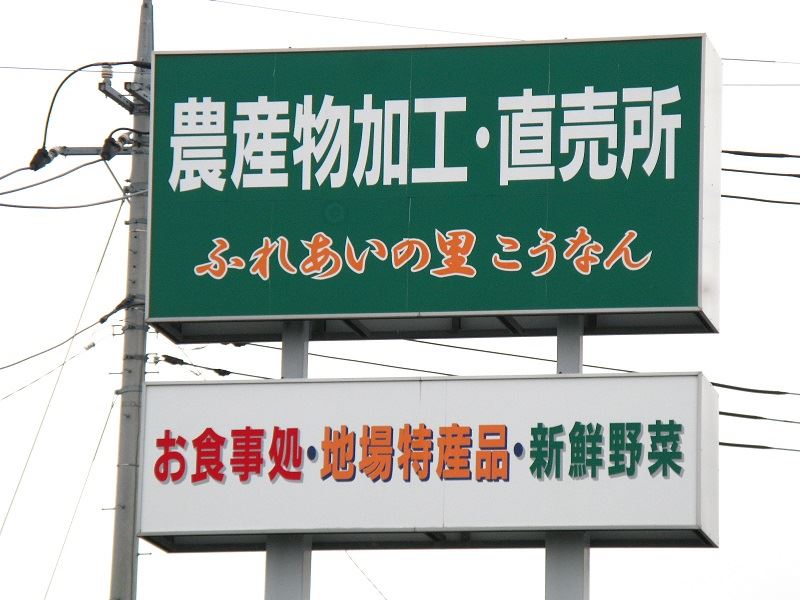 農産物加工・直売所
ふれあいの里 こうなん
お食事処・地場特産品・新鮮野菜